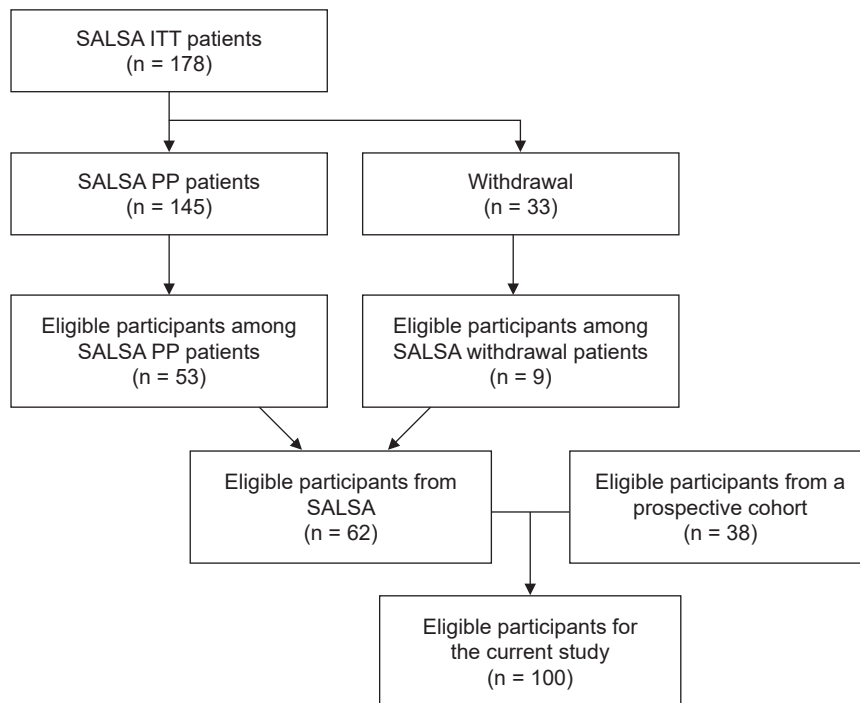 SALSA ITT patients
(n = 178)
SALSA PP patients
(n = 145)
Withdrawal
(n = 33)
Eligible participants among
SALSA PP patients
(n = 53)
Eligible participants among
SALSA withdrawal patients
(n = 9)
Eligible participants from
SALSA
(n = 62)
Eligible participants from a
prospective cohort
(n = 38)
Eligible participants for
the current study
(n = 100)